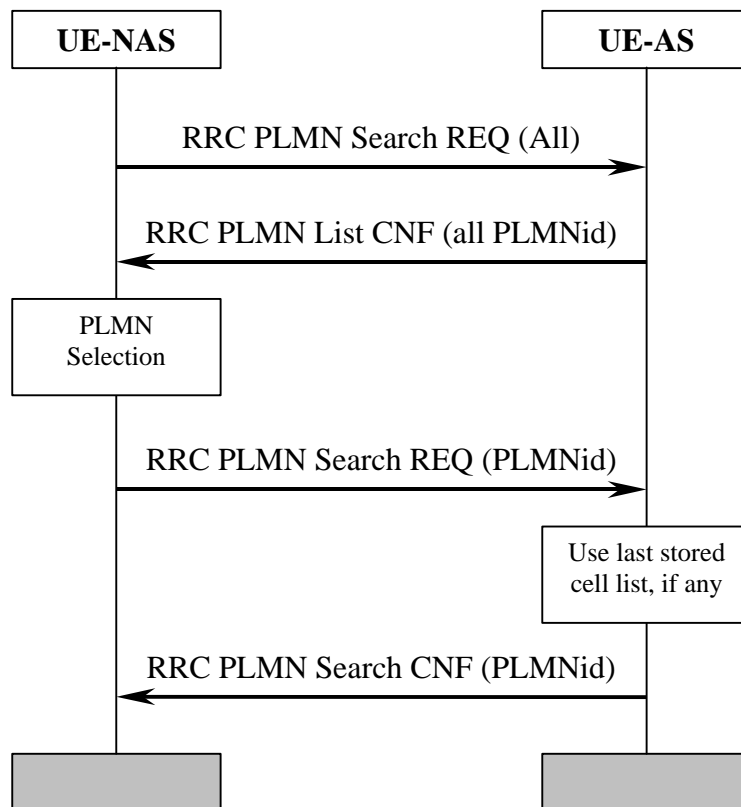 UE-NAS
UE-AS
RRC PLMN Search REQ (All)
RRC PLMN List CNF (all PLMNid)
PLMN
Selection
RRC PLMN Search REQ (PLMNid)
Use last stored
cell list, if any
RRC PLMN Search CNF (PLMNid)